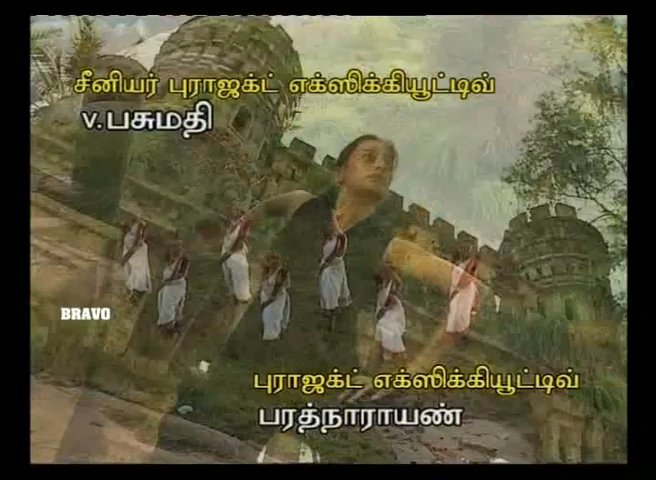 சீனியர் புராஜக்ட் எக்ஸிக்கியூட்டிவ்
V. பசுமதி
BRAVO
புராஜக்ட் எக்ஸிக்கியூட்டிவ்
பரத்நாராயண்